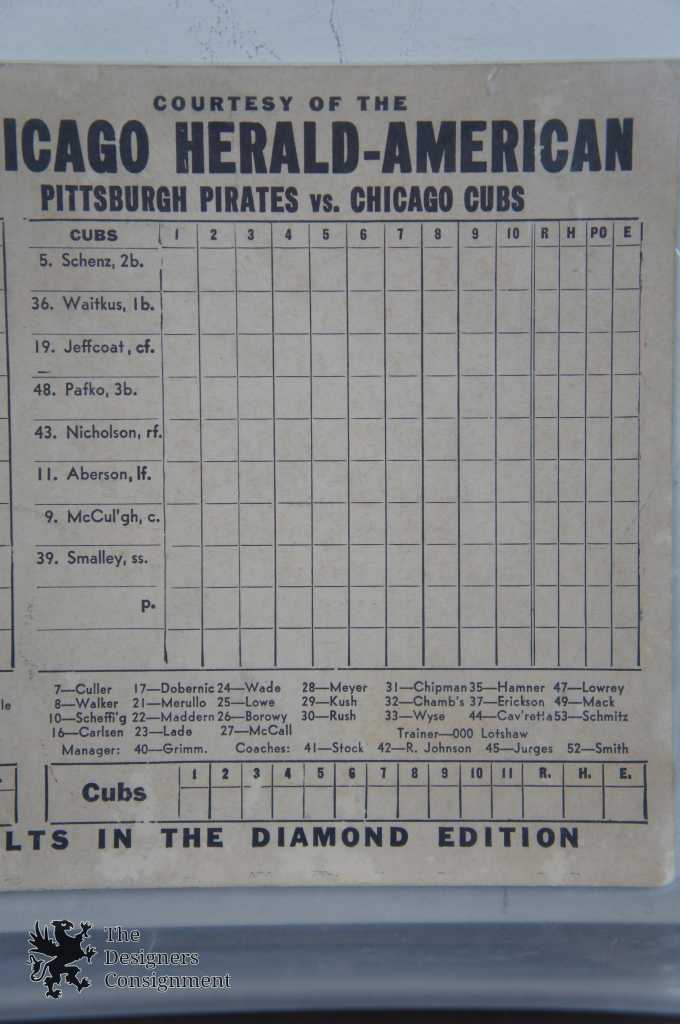 COURTESY OF THE
ICAGO HERALD-AMERICAN
PITTSBURGH PIRATES vs. CHICAGO CUBS
CUBS 1 2 3 4 5 6 7 8 9 10 R H PO E
5. Schenz, 2b.
36. Waitkus, 1b.
19. Jeffcoat, cf.
48. Pafko, 3b.
43. Nicholson, rf.
11. Aberson, lf.
9. McCul'gh, c.
39. Smalley, ss.
p.
7—Culler 17—Dobernic 24—Wade 28—Meyer 31—Chipman 35—Hamner 47—Lowrey
le 8—Walker 21—Merullo 25—Lowe 29—Kush 32—Chamb's 37—Erickson 49—Mack
10—Scheffi'g 22—Maddern 26—Borowy 30—Rush 33—Wyse 44—Cav'retta 53—Schmitz
16—Carlsen 23—Lade 27—McCall Trainer—000 Lotshaw
Manager: 40—Grimm. Coaches: 41—Stock 42—R. Johnson 45—Jurges 52—Smith
Cubs 1 2 3 4 5 6 7 8 9 10 11 R. H. E.
LTS IN THE DIAMOND EDITION
The
Designers
Consignment